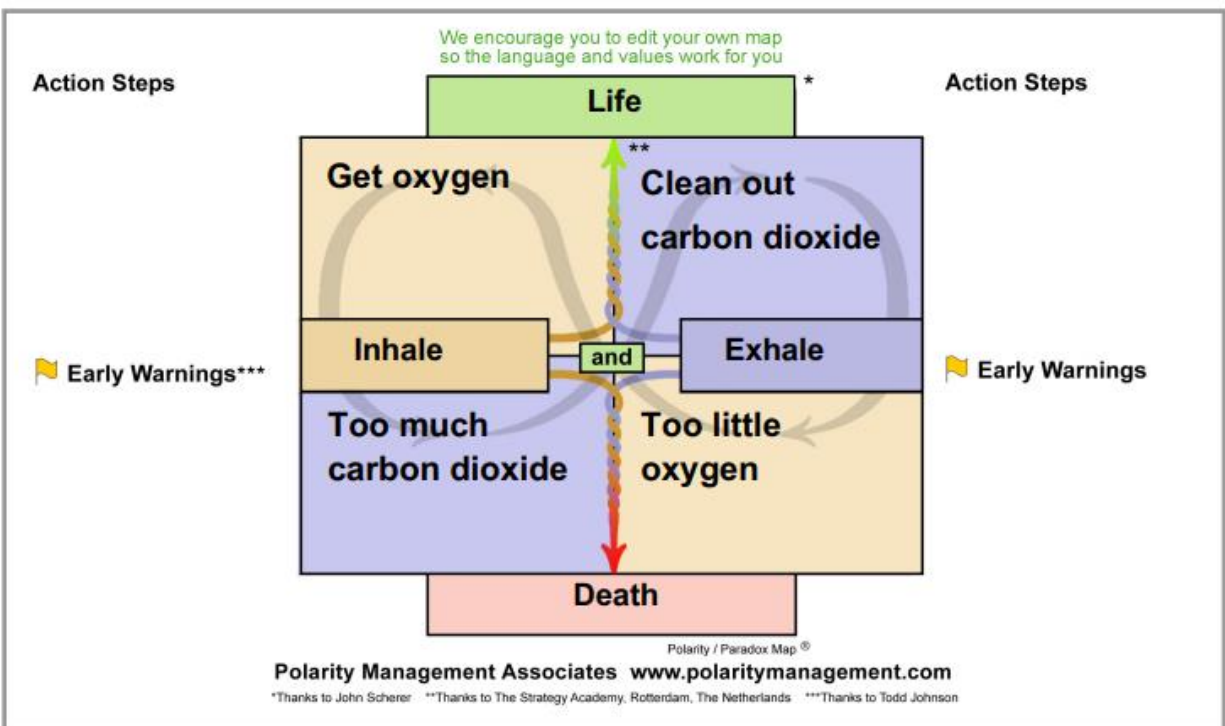 We encourage you to edit your own map
so the language and values work for you
Action Steps
Life
*
Action Steps
**
Get oxygen
Clean out
carbon dioxide
Inhale
and
Exhale
Early Warnings***
Early Warnings
Too much
carbon dioxide
Too little
oxygen
Death
Polarity / Paradox Map ®
Polarity Management Associates www.polaritymanagement.com
*Thanks to John Scherer **Thanks to The Strategy Academy, Rotterdam, The Netherlands ***Thanks to Todd Johnson